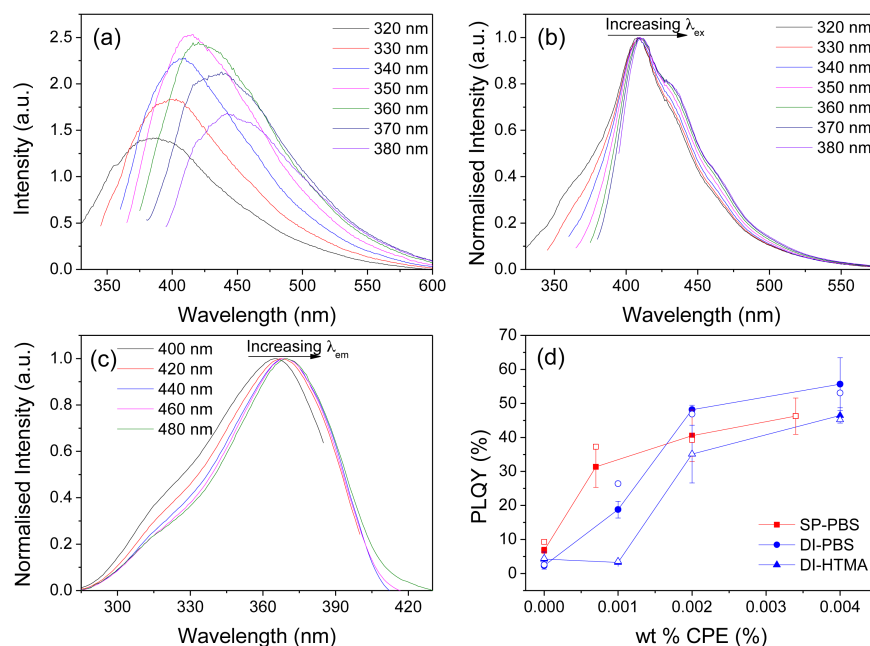 (a)
320 nm
330 nm
340 nm
350 nm
360 nm
370 nm
380 nm
Intensity (a.u.)
2.5
2.0
1.5
1.0
0.5
0.0
350 400 450 500 550 600
Wavelength (nm)
(b)
Increasing λex
320 nm
330 nm
340 nm
350 nm
360 nm
370 nm
380 nm
Normalised Intensity (a.u.)
1.0
0.8
0.6
0.4
0.2
0.0
350 400 450 500 550
Wavelength (nm)
(c)
Increasing λem
400 nm
420 nm
440 nm
460 nm
480 nm
Normalised Intensity (a.u.)
1.0
0.8
0.6
0.4
0.2
0.0
300 330 360 390 420
Wavelength (nm)
(d)
PLQY (%)
70
60
50
40
30
20
10
0
SP-PBS
DI-PBS
DI-HTMA
0.000 0.001 0.002 0.003 0.004
wt % CPE (%)